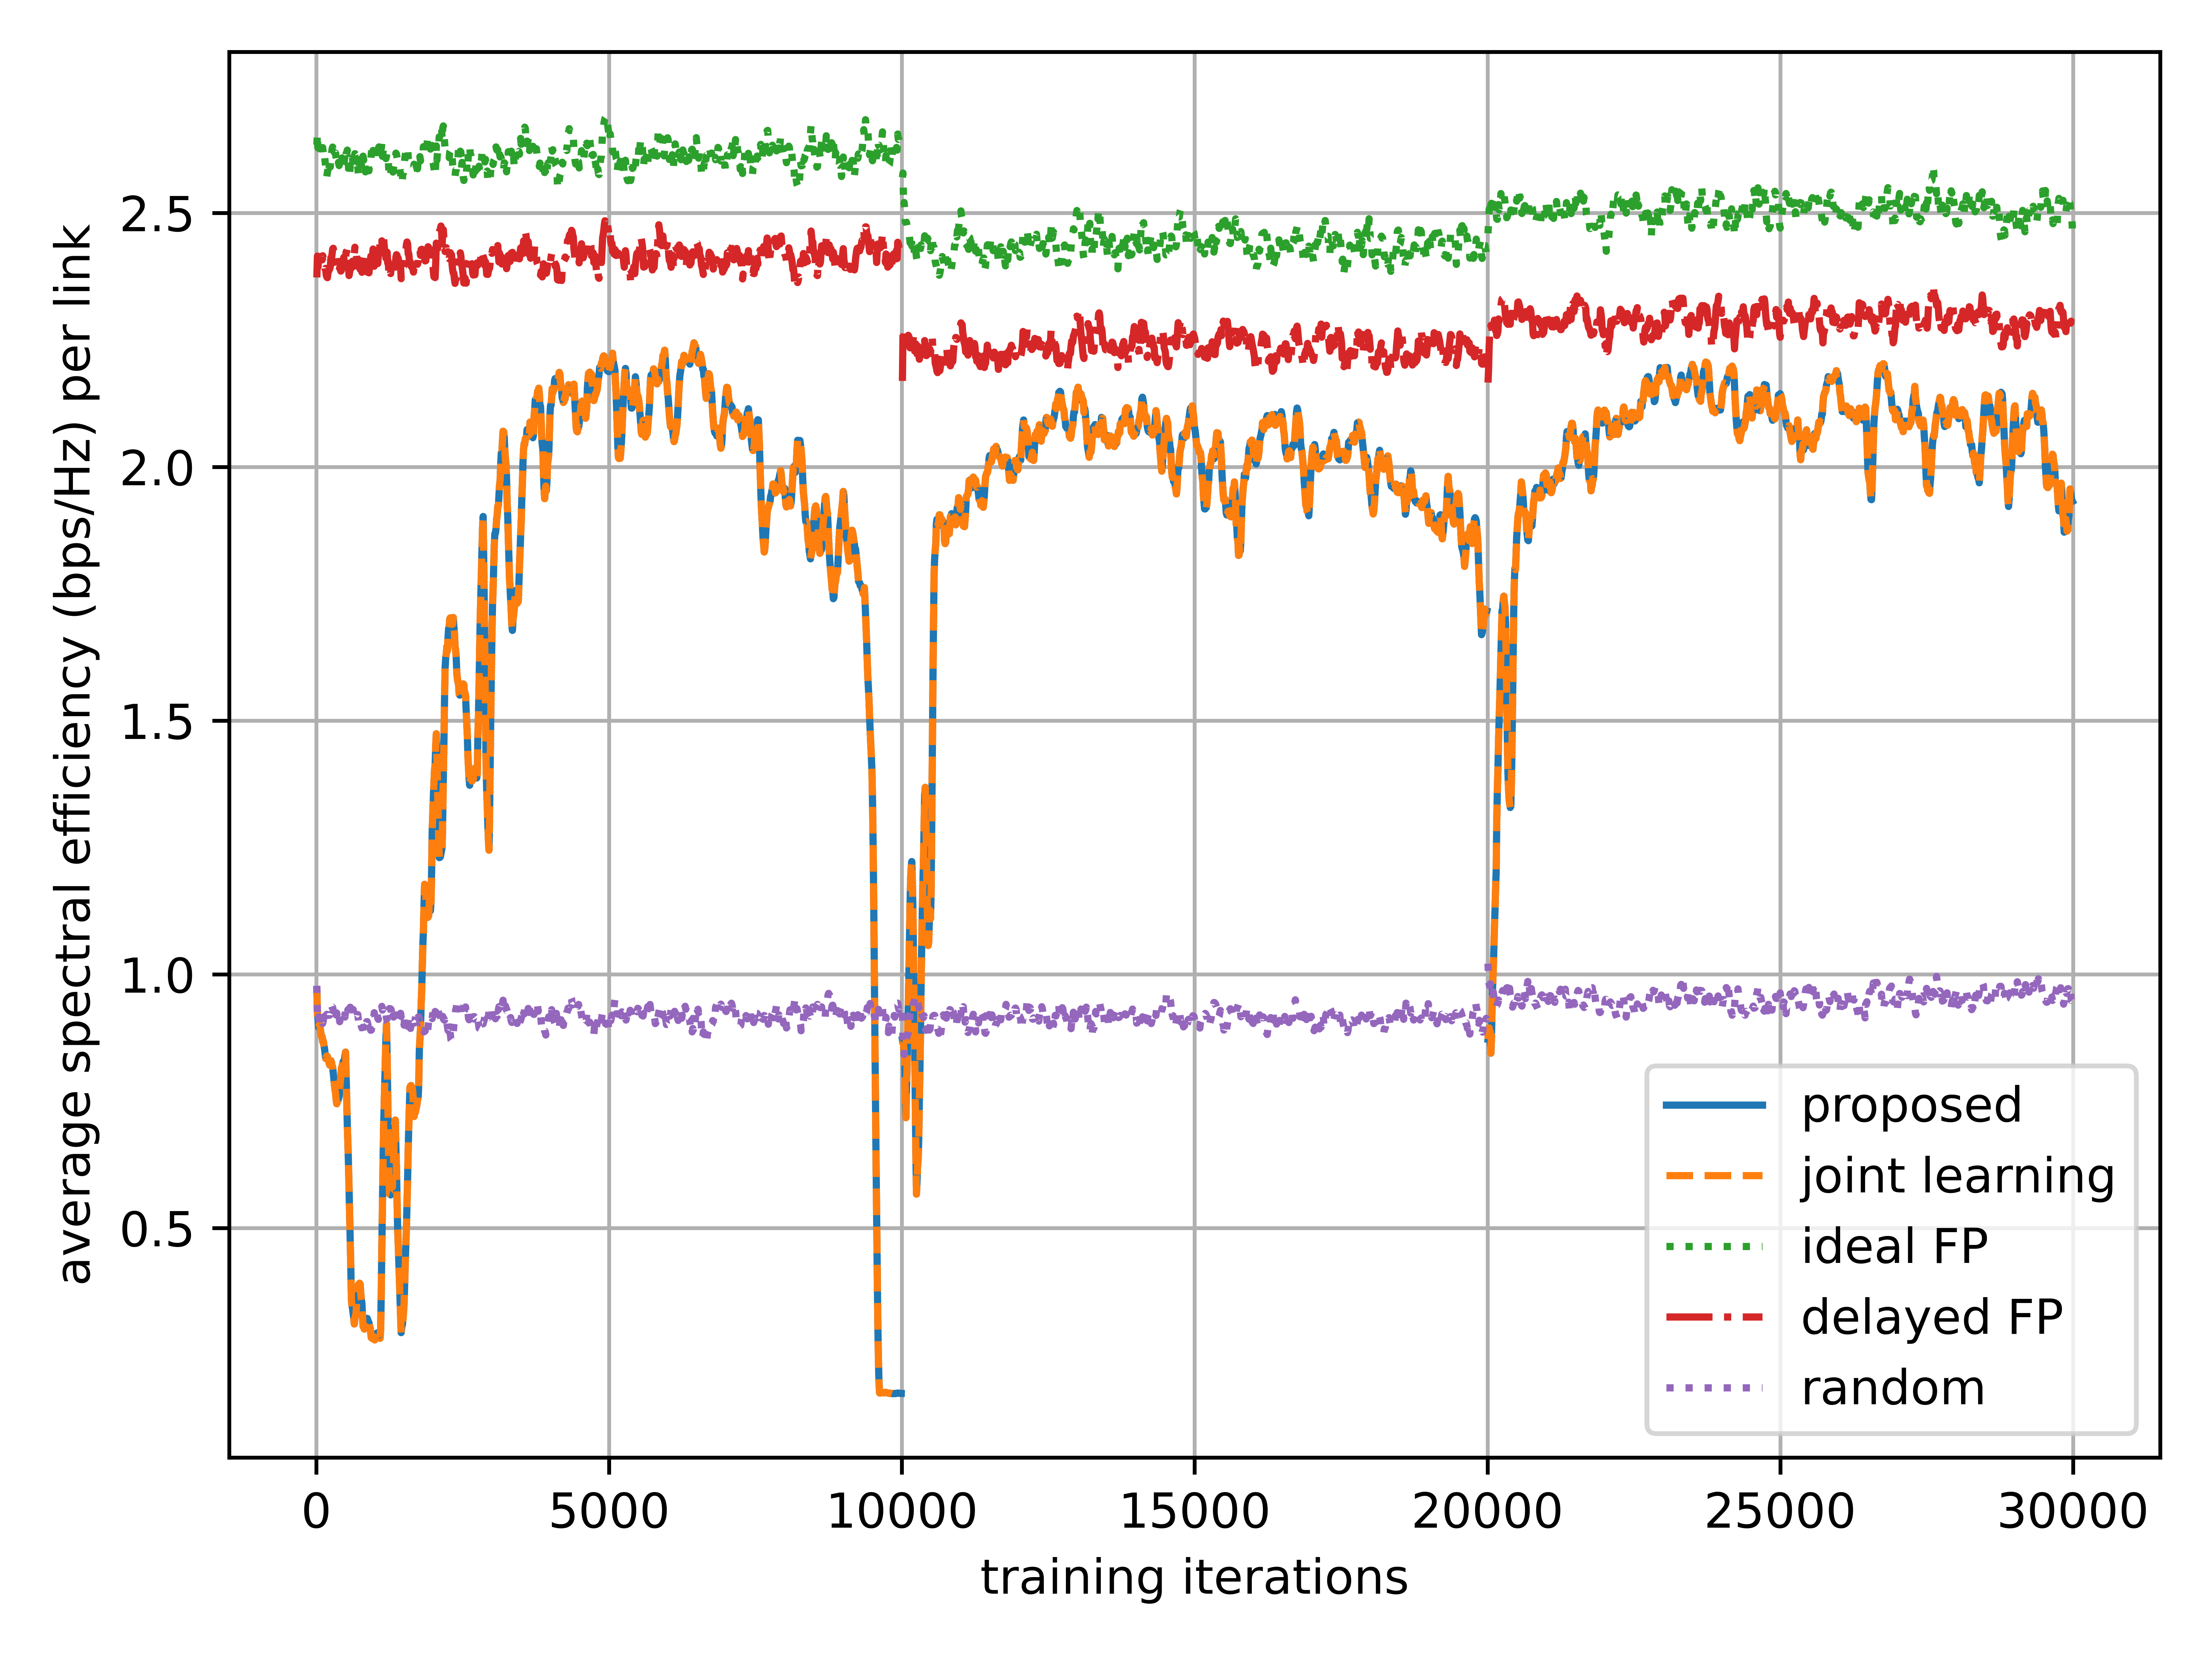 average spectral efficiency (bps/Hz) per link
2.5
2.0
1.5
1.0
0.5
proposed
joint learning
ideal FP
delayed FP
random
0 5000 10000 15000 20000 25000 30000
training iterations